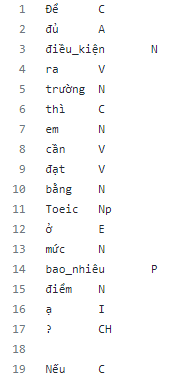 1 Để C
2 đủ A
3 điều_kiện N
4 ra V
5 trường N
6 thì C
7 em N
8 cần V
9 đạt V
10 bằng N
11 Toeic Np
12 ở E
13 mức N
14 bao_nhiêu P
15 điểm N
16 ạ I
17 ? CH
18
19 Nếu C